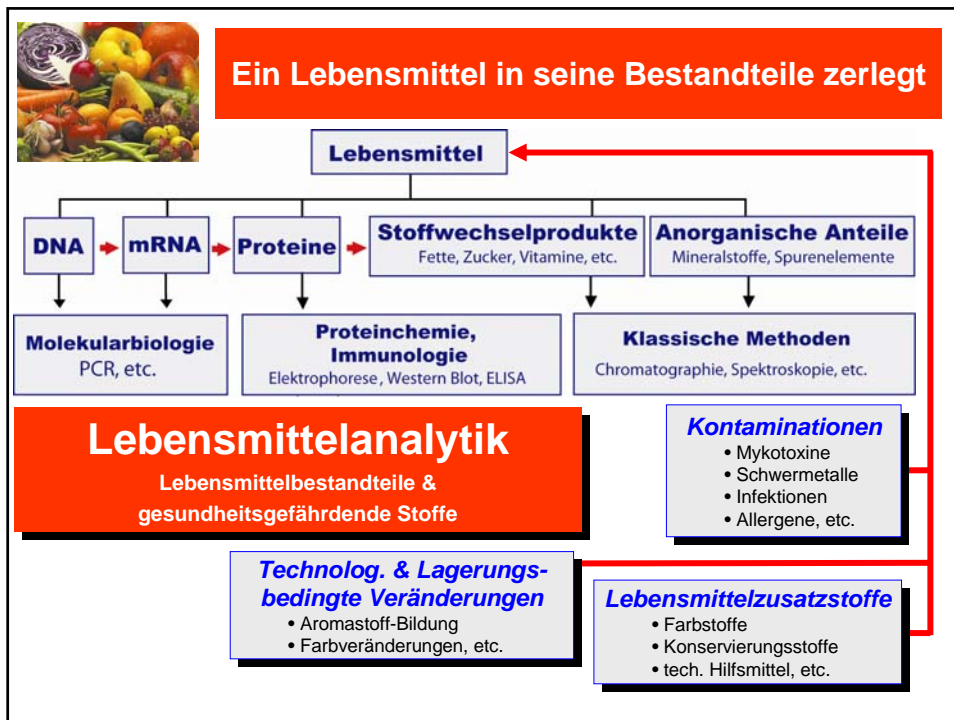 Ein Lebensmittel in seine Bestandteile zerlegt
Lebensmittel
DNA
mRNA
Proteine
Stoffwechselprodukte
Fette, Zucker, Vitamine, etc.
Anorganische Anteile
Mineralstoffe, Spurenelemente
Molekularbiologie
PCR, etc.
Proteinchemie,
Immunologie
Elektrophorese, Western Blot, ELISA
Klassische Methoden
Chromatographie, Spektroskopie, etc.
Lebensmittelanalytik
Lebensmittelbestandteile &
gesundheitsgefährdende Stoffe
Kontaminationen
• Mykotoxine
• Schwermetalle
• Infektionen
• Allergene, etc.
Technolog. & Lagerungs-
bedingte Veränderungen
• Aromastoff-Bildung
• Farbveränderungen, etc.
Lebensmittelzusatzstoffe
• Farbstoffe
• Konservierungsstoffe
• tech. Hilfsmittel, etc.